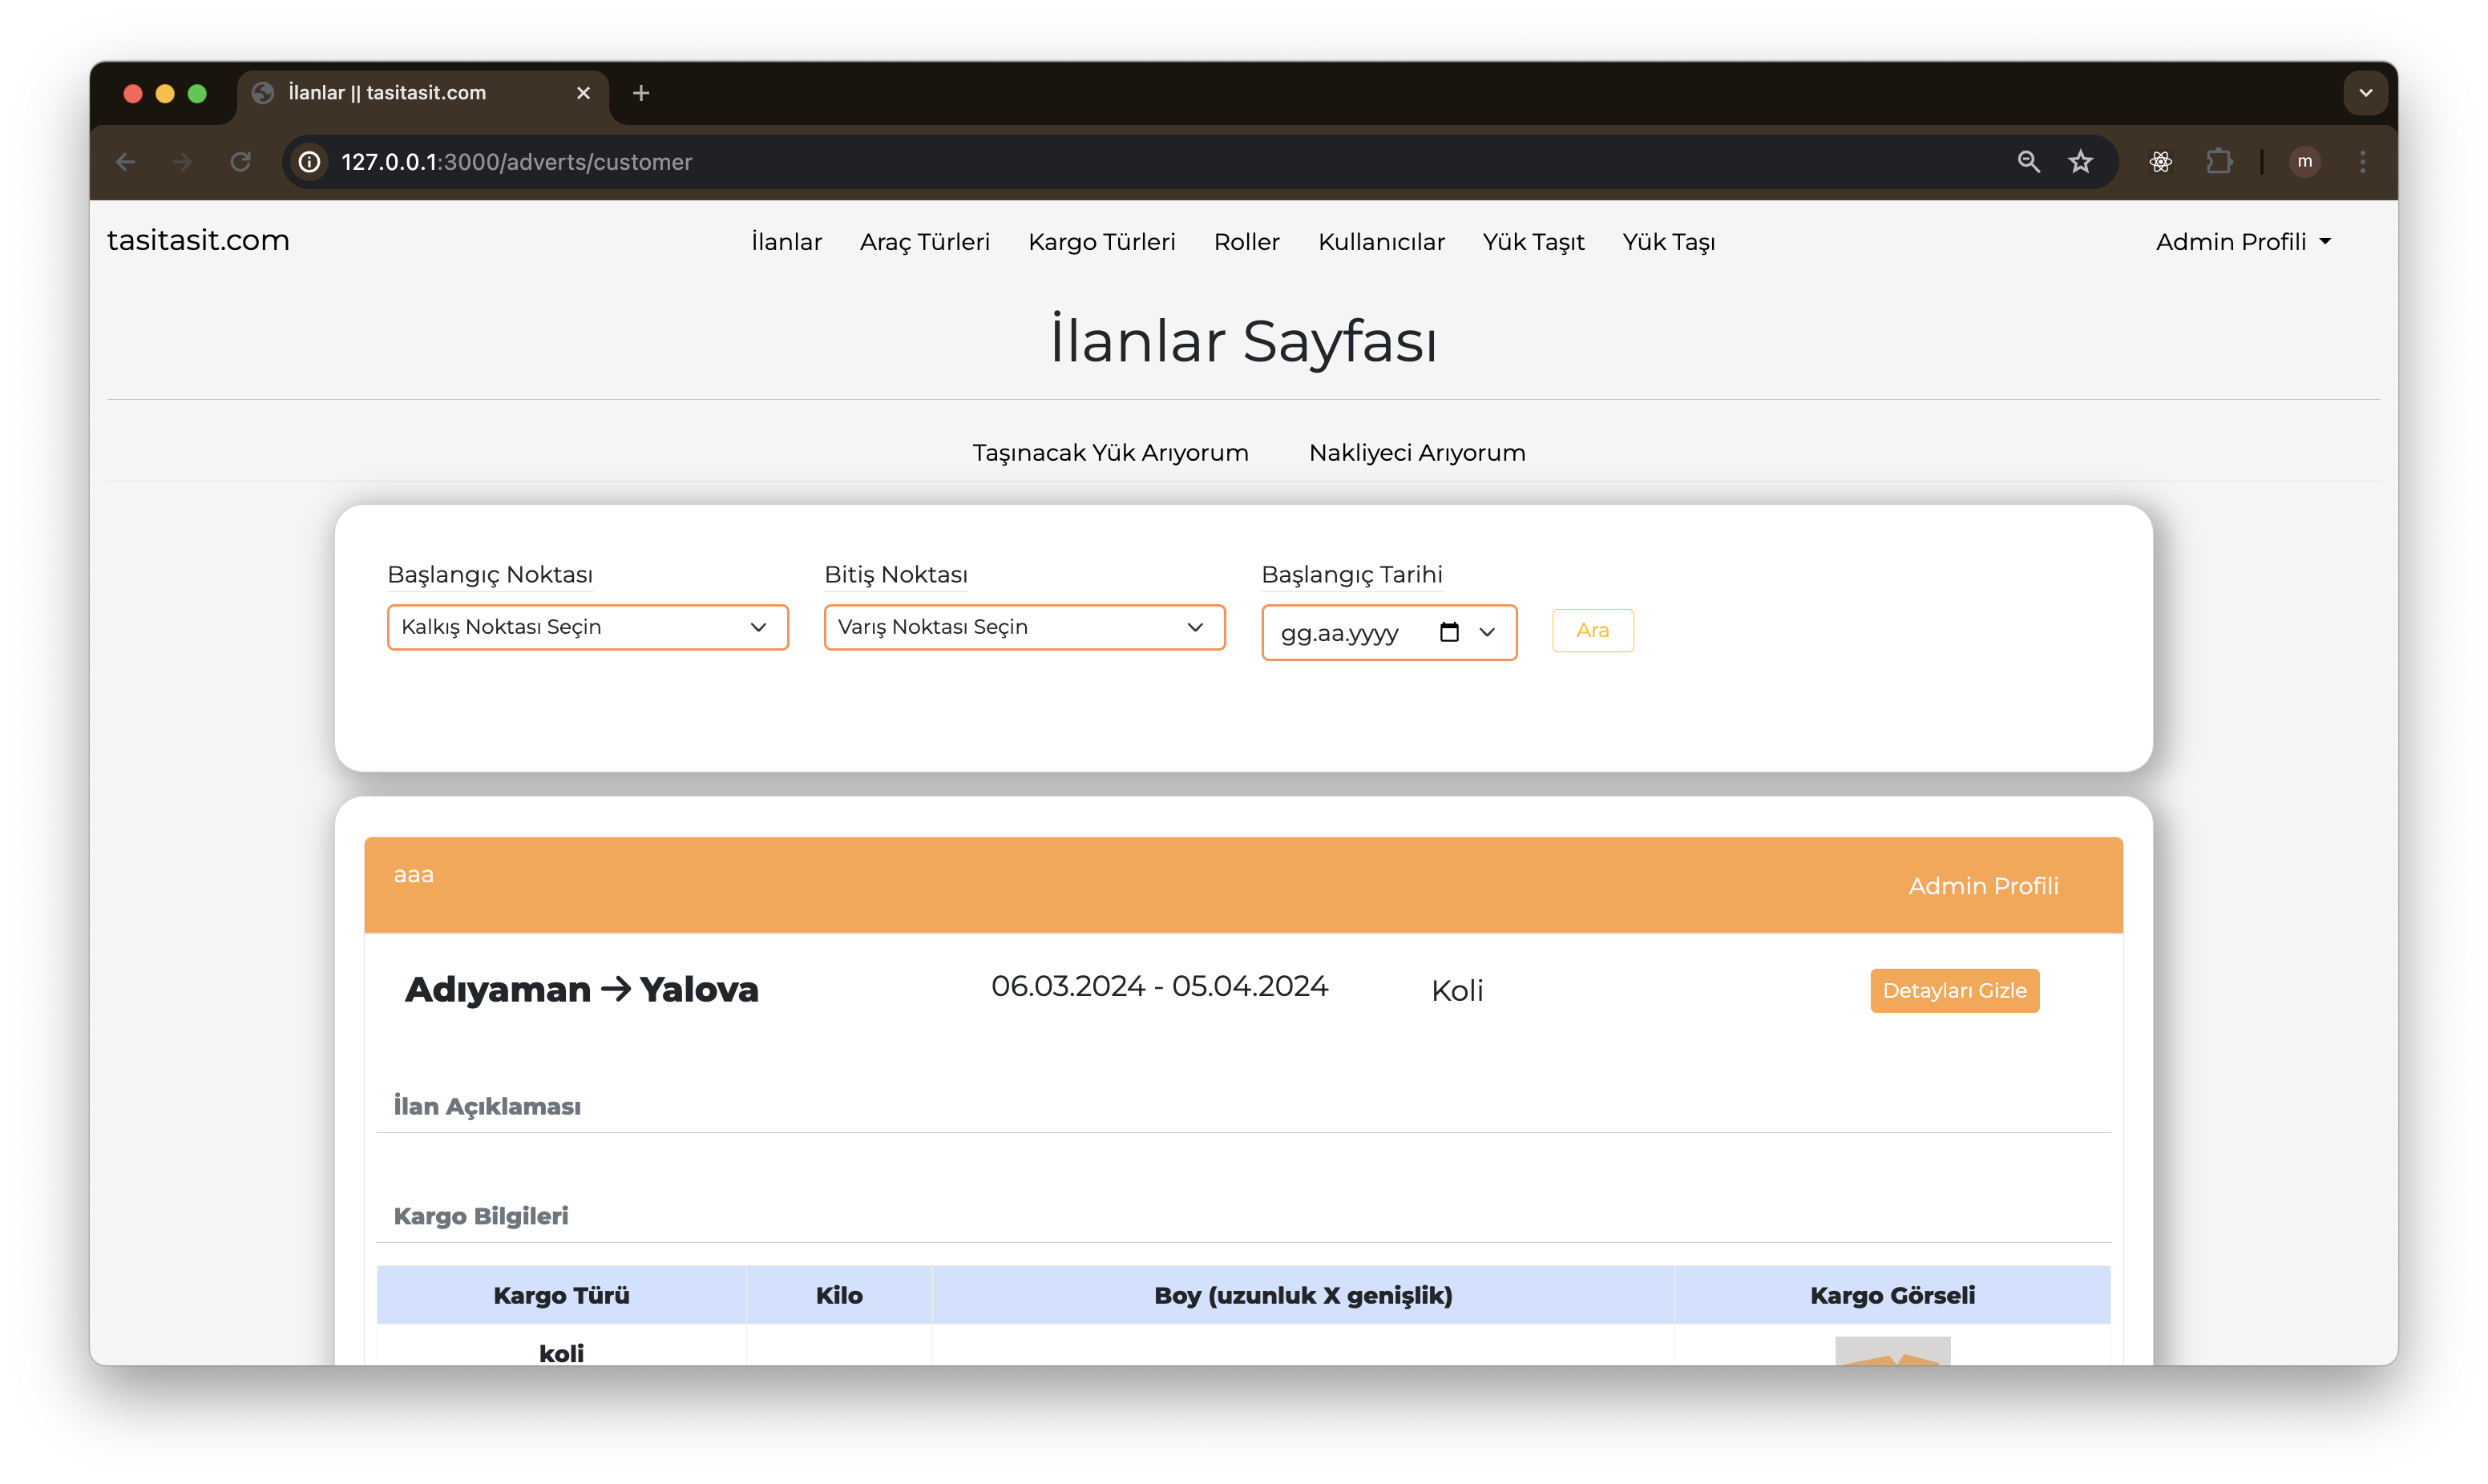 İlanlar || tasitasit.com
127.0.0.1:3000/adverts/customer
m
tasitasit.com İlanlar Araç Türleri Kargo Türleri Roller Kullanıcılar Yük Taşıt Yük Taşı Admin Profili
İlanlar Sayfası
Taşınacak Yük Arıyorum Nakliyeci Arıyorum
Başlangıç Noktası Bitiş Noktası Başlangıç Tarihi
Kalkış Noktası Seçin Varış Noktası Seçin gg.aa.yyyy Ara
aaa Admin Profili
Adıyaman → Yalova 06.03.2024 - 05.04.2024 Koli Detayları Gizle
İlan Açıklaması
Kargo Bilgileri
Kargo Türü Kilo Boy (uzunluk X genişlik) Kargo Görseli
koli